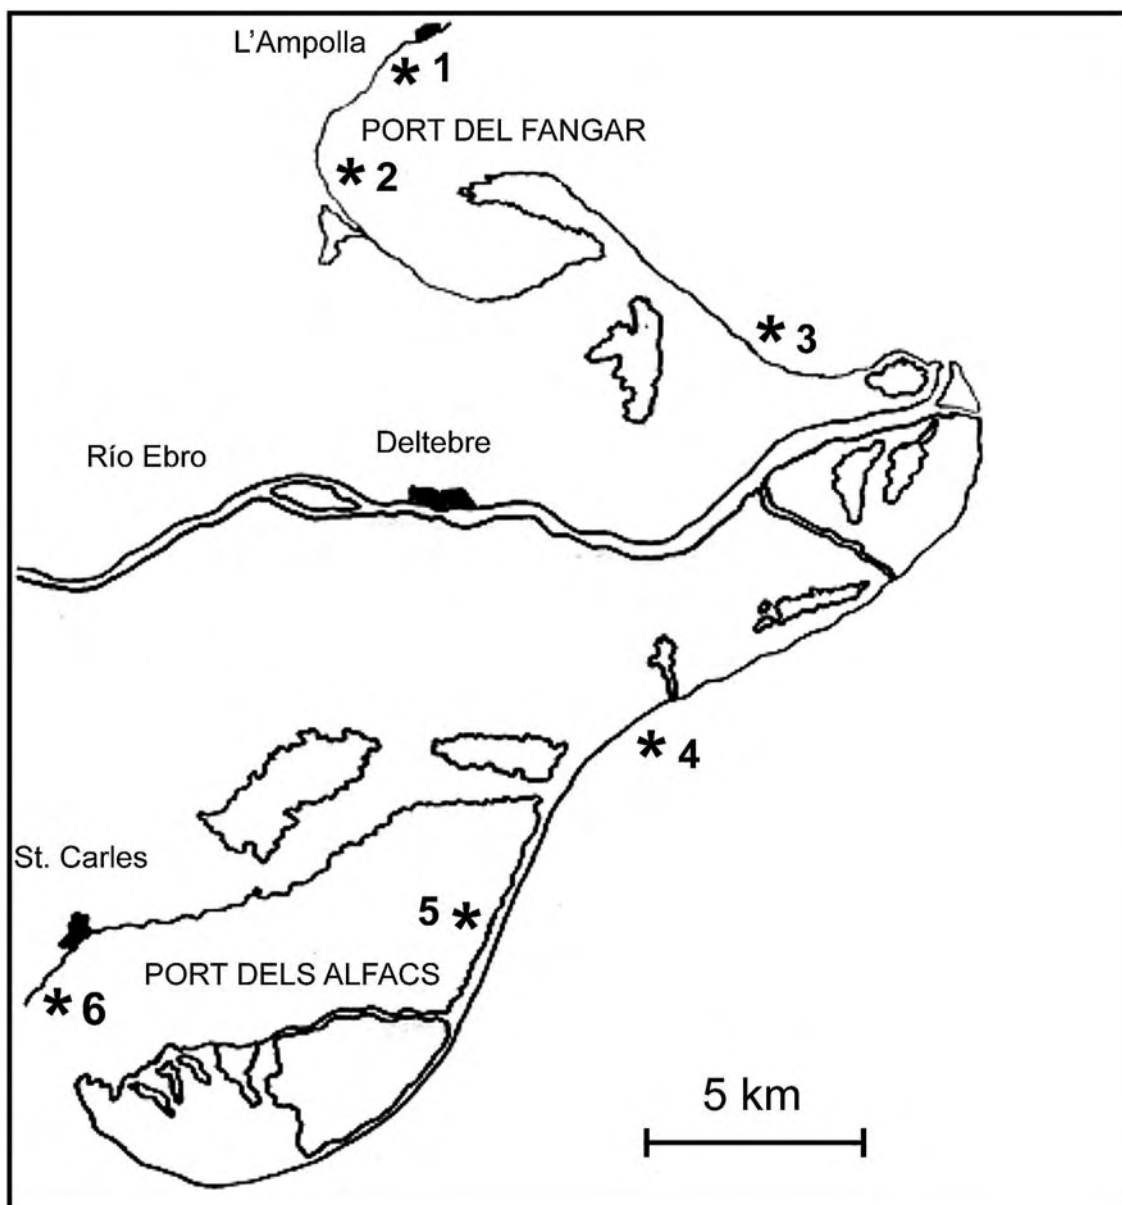 L'Ampolla
* 1
PORT DEL FANGAR
* 2
* 3
Río Ebro
Deltebre
* 4
St. Carles
5 *
PORT DELS ALFACS
* 6
5 km